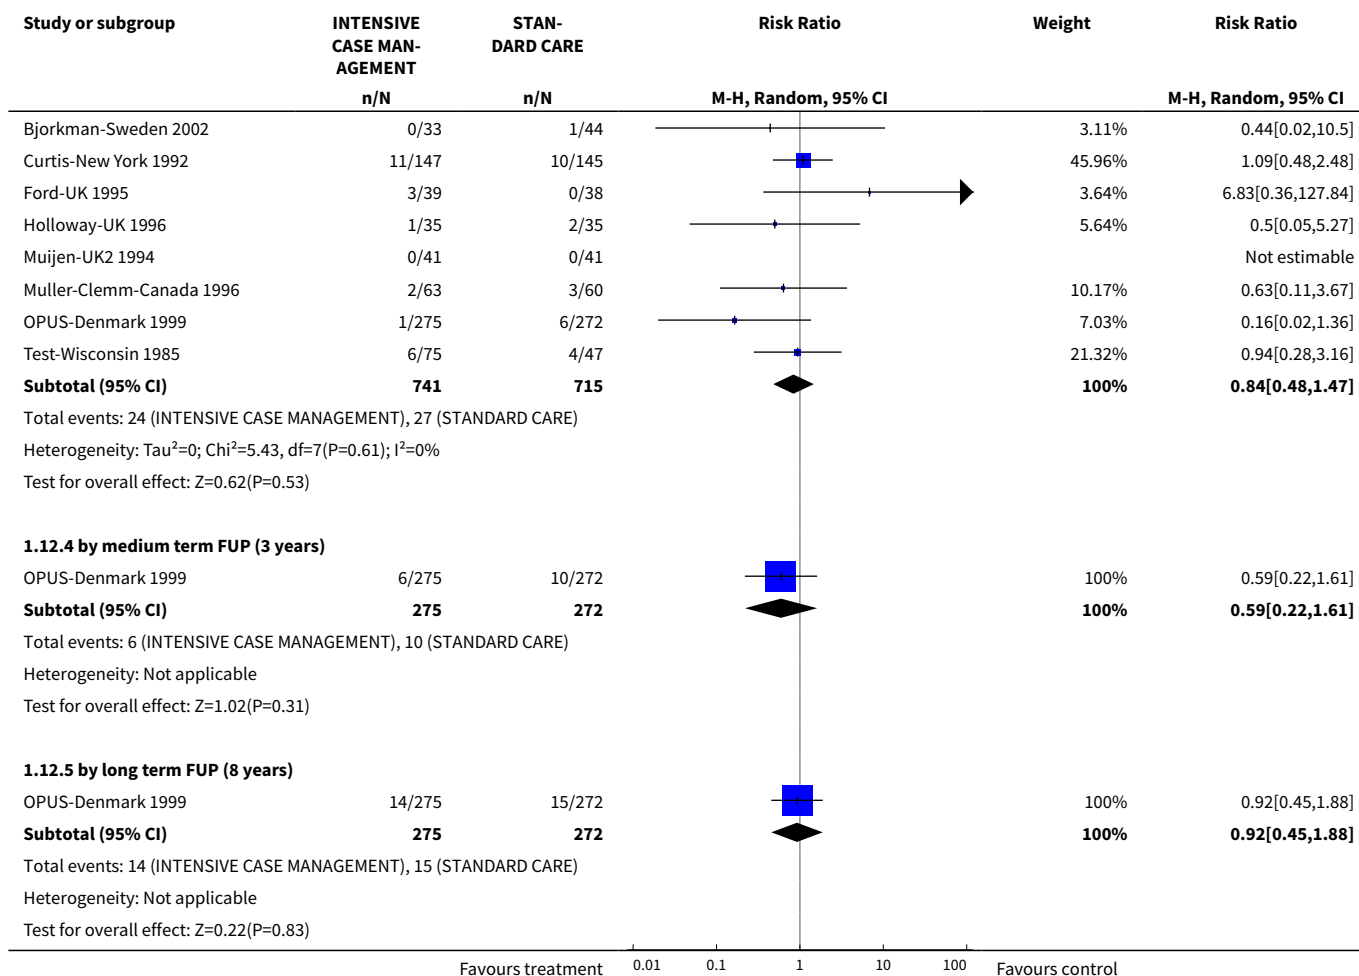 Study or subgroup INTENSIVE CASE MAN-AGEMENT STAN-DARD CARE Risk Ratio Weight Risk Ratio
n/N n/N M-H, Random, 95% CI M-H, Random, 95% CI
Bjorkman-Sweden 2002 0/33 1/44 3.11% 0.44[0.02,10.5]
Curtis-New York 1992 11/147 10/145 45.96% 1.09[0.48,2.48]
Ford-UK 1995 3/39 0/38 3.64% 6.83[0.36,127.84]
Holloway-UK 1996 1/35 2/35 5.64% 0.5[0.05,5.27]
Muijen-UK2 1994 0/41 0/41 Not estimable
Muller-Clemm-Canada 1996 2/63 3/60 10.17% 0.63[0.11,3.67]
OPUS-Denmark 1999 1/275 6/272 7.03% 0.16[0.02,1.36]
Test-Wisconsin 1985 6/75 4/47 21.32% 0.94[0.28,3.16]
Subtotal (95% CI) 741 715 100% 0.84[0.48,1.47]
Total events: 24 (INTENSIVE CASE MANAGEMENT), 27 (STANDARD CARE)
Heterogeneity: Tau²=0; Chi²=5.43, df=7(P=0.61); I²=0%
Test for overall effect: Z=0.62(P=0.53)
1.12.4 by medium term FUP (3 years)
OPUS-Denmark 1999 6/275 10/272 100% 0.59[0.22,1.61]
Subtotal (95% CI) 275 272 100% 0.59[0.22,1.61]
Total events: 6 (INTENSIVE CASE MANAGEMENT), 10 (STANDARD CARE)
Heterogeneity: Not applicable
Test for overall effect: Z=1.02(P=0.31)
1.12.5 by long term FUP (8 years)
OPUS-Denmark 1999 14/275 15/272 100% 0.92[0.45,1.88]
Subtotal (95% CI) 275 272 100% 0.92[0.45,1.88]
Total events: 14 (INTENSIVE CASE MANAGEMENT), 15 (STANDARD CARE)
Heterogeneity: Not applicable
Test for overall effect: Z=0.22(P=0.83)
Favours treatment 0.01 0.1 1 10 100 Favours control